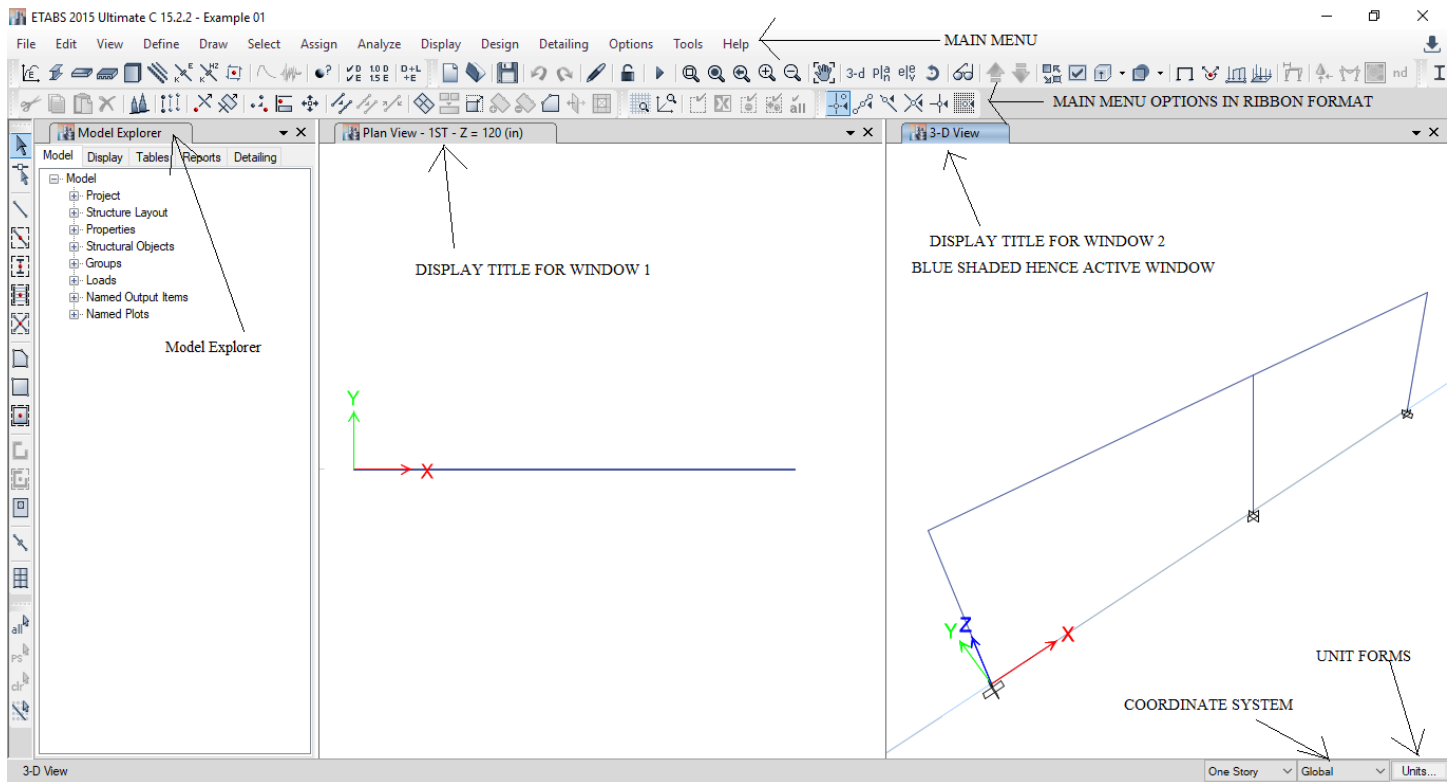 ETABS 2015 Ultimate C 15.2.2 - Example 01
File Edit View Define Draw Select Assign Analyze Display Design Detailing Options Tools Help
MAIN MENU
3-d
nd
all
MAIN MENU OPTIONS IN RIBBON FORMAT
Model Explorer
Plan View - 1ST - Z = 120 (in)
3-D View
Model Display Tables Reports Detailing
Model
Project
Structure Layout
Properties
Structural Objects
Groups
Loads
Named Output Items
Named Plots
Model Explorer
DISPLAY TITLE FOR WINDOW 1
Y
X
DISPLAY TITLE FOR WINDOW 2
BLUE SHADED HENCE ACTIVE WINDOW
Y Z X
UNIT FORMS
COORDINATE SYSTEM
all
PS
clr
3-D View
One Story Global Units...